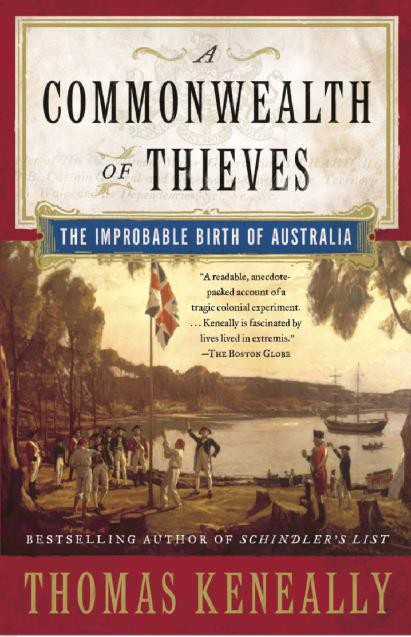 A
COMMONWEALTH
OF THIEVES
THE IMPROBABLE BIRTH OF AUSTRALIA
"A readable, anecdote-
packed account of a
tragic colonial experiment.
. . . Keneally is fascinated by
lives lived in extremis."
—THE BOSTON GLOBE
BESTSELLING AUTHOR OF SCHINDLER'S LIST
THOMAS KENEALLY